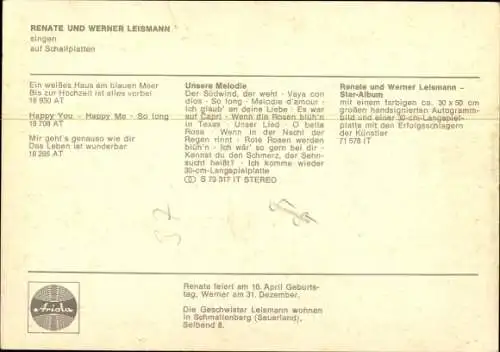 RENATE UND WERNER LEISMANN
singen
auf Schallplatten
Ein weißes Haus am blauen Meer
Bis zur Hochzeit ist alles vorbei
18 930 AT
Happy You - Happy Me · So long
18 708 AT
Mir geht's genauso wie dir
Das Leben ist wunderbar
18 285 AT
Unsere Melodie
Der Südwind, der weht · Vaya con
dios · So long · Melodie d'amour ·
Ich glaub' an deine Liebe · Es war
auf Capri · Wenn die Rosen blüh'n
in Texas · Unser Lied · O bella
Rosa · Wenn in der Nacht der
Regen rinnt · Rote Rosen werden
blüh'n · Ich wär' so gern bei dir ·
Kennst du den Schmerz, der Sehn-
sucht heißt? · Ich komme wieder
30-cm-Langspielplatte
S 73 317 IT STEREO
Renate und Werner Leismann –
Star-Album
mit einem farbigen ca. 30 x 50 cm
großen handsignierten Autogramm-
bild und einer 30-cm-Langspiel-
platte mit den Erfolgsschlagern
der Künstler
71 578 IT
Ariola
Renate feiert am 16. April Geburts-
tag, Werner am 31. Dezember.
Die Geschwister Leismann wohnen
in Schmallenberg (Sauerland),
Selbend 8.